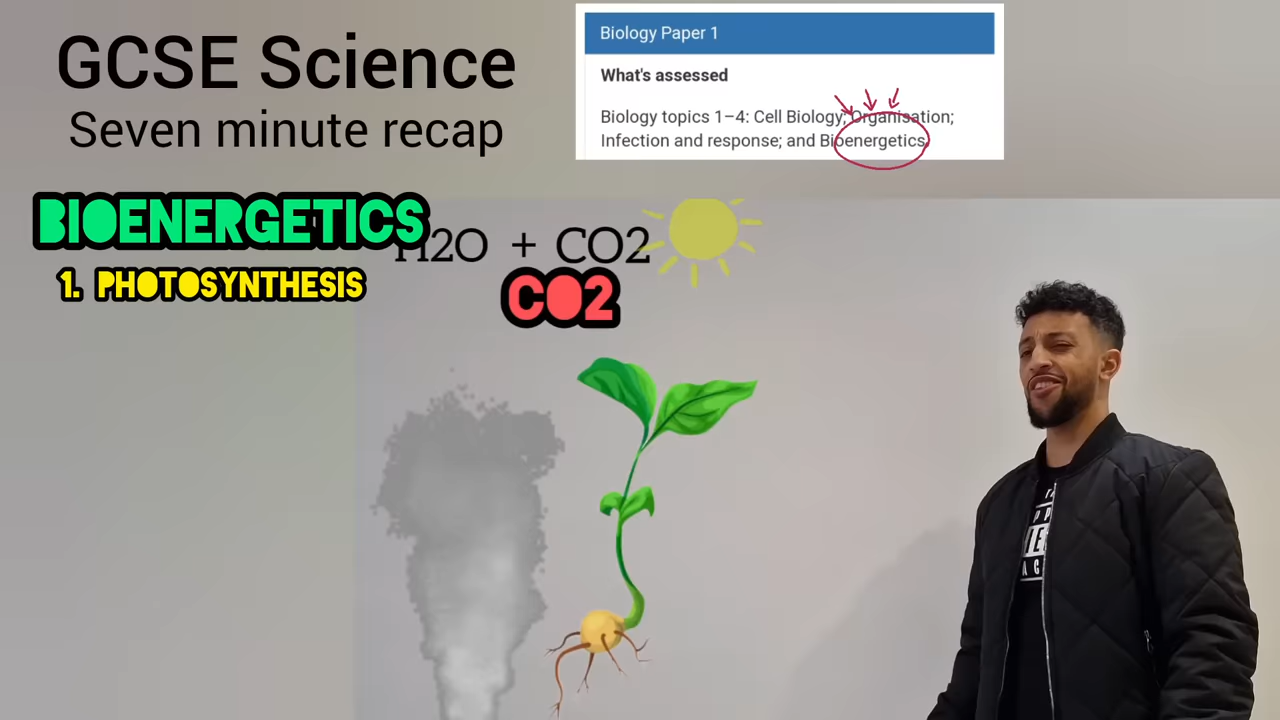 GCSE Science
Seven minute recap
Biology Paper 1
What's assessed
Biology topics 1–4: Cell Biology; Organisation;
Infection and response; and Bioenergetics.
BIOENERGETICS
H2O + CO2
1. PHOTOSYNTHESIS
CO2